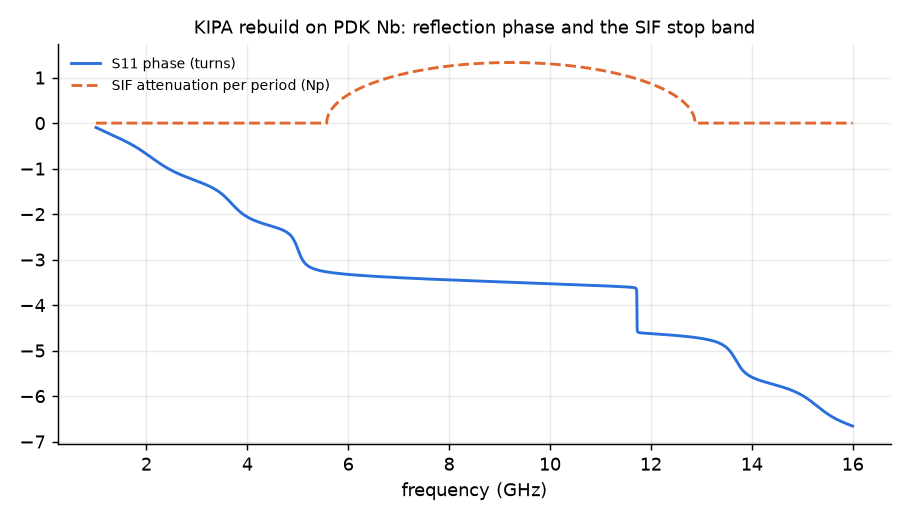 KIPA rebuild on PDK Nb: reflection phase and the SIF stop band
S11 phase (turns)
SIF attenuation per period (Np)
1
0
−1
−2
−3
−4
−5
−6
−7
2 4 6 8 10 12 14 16
frequency (GHz)